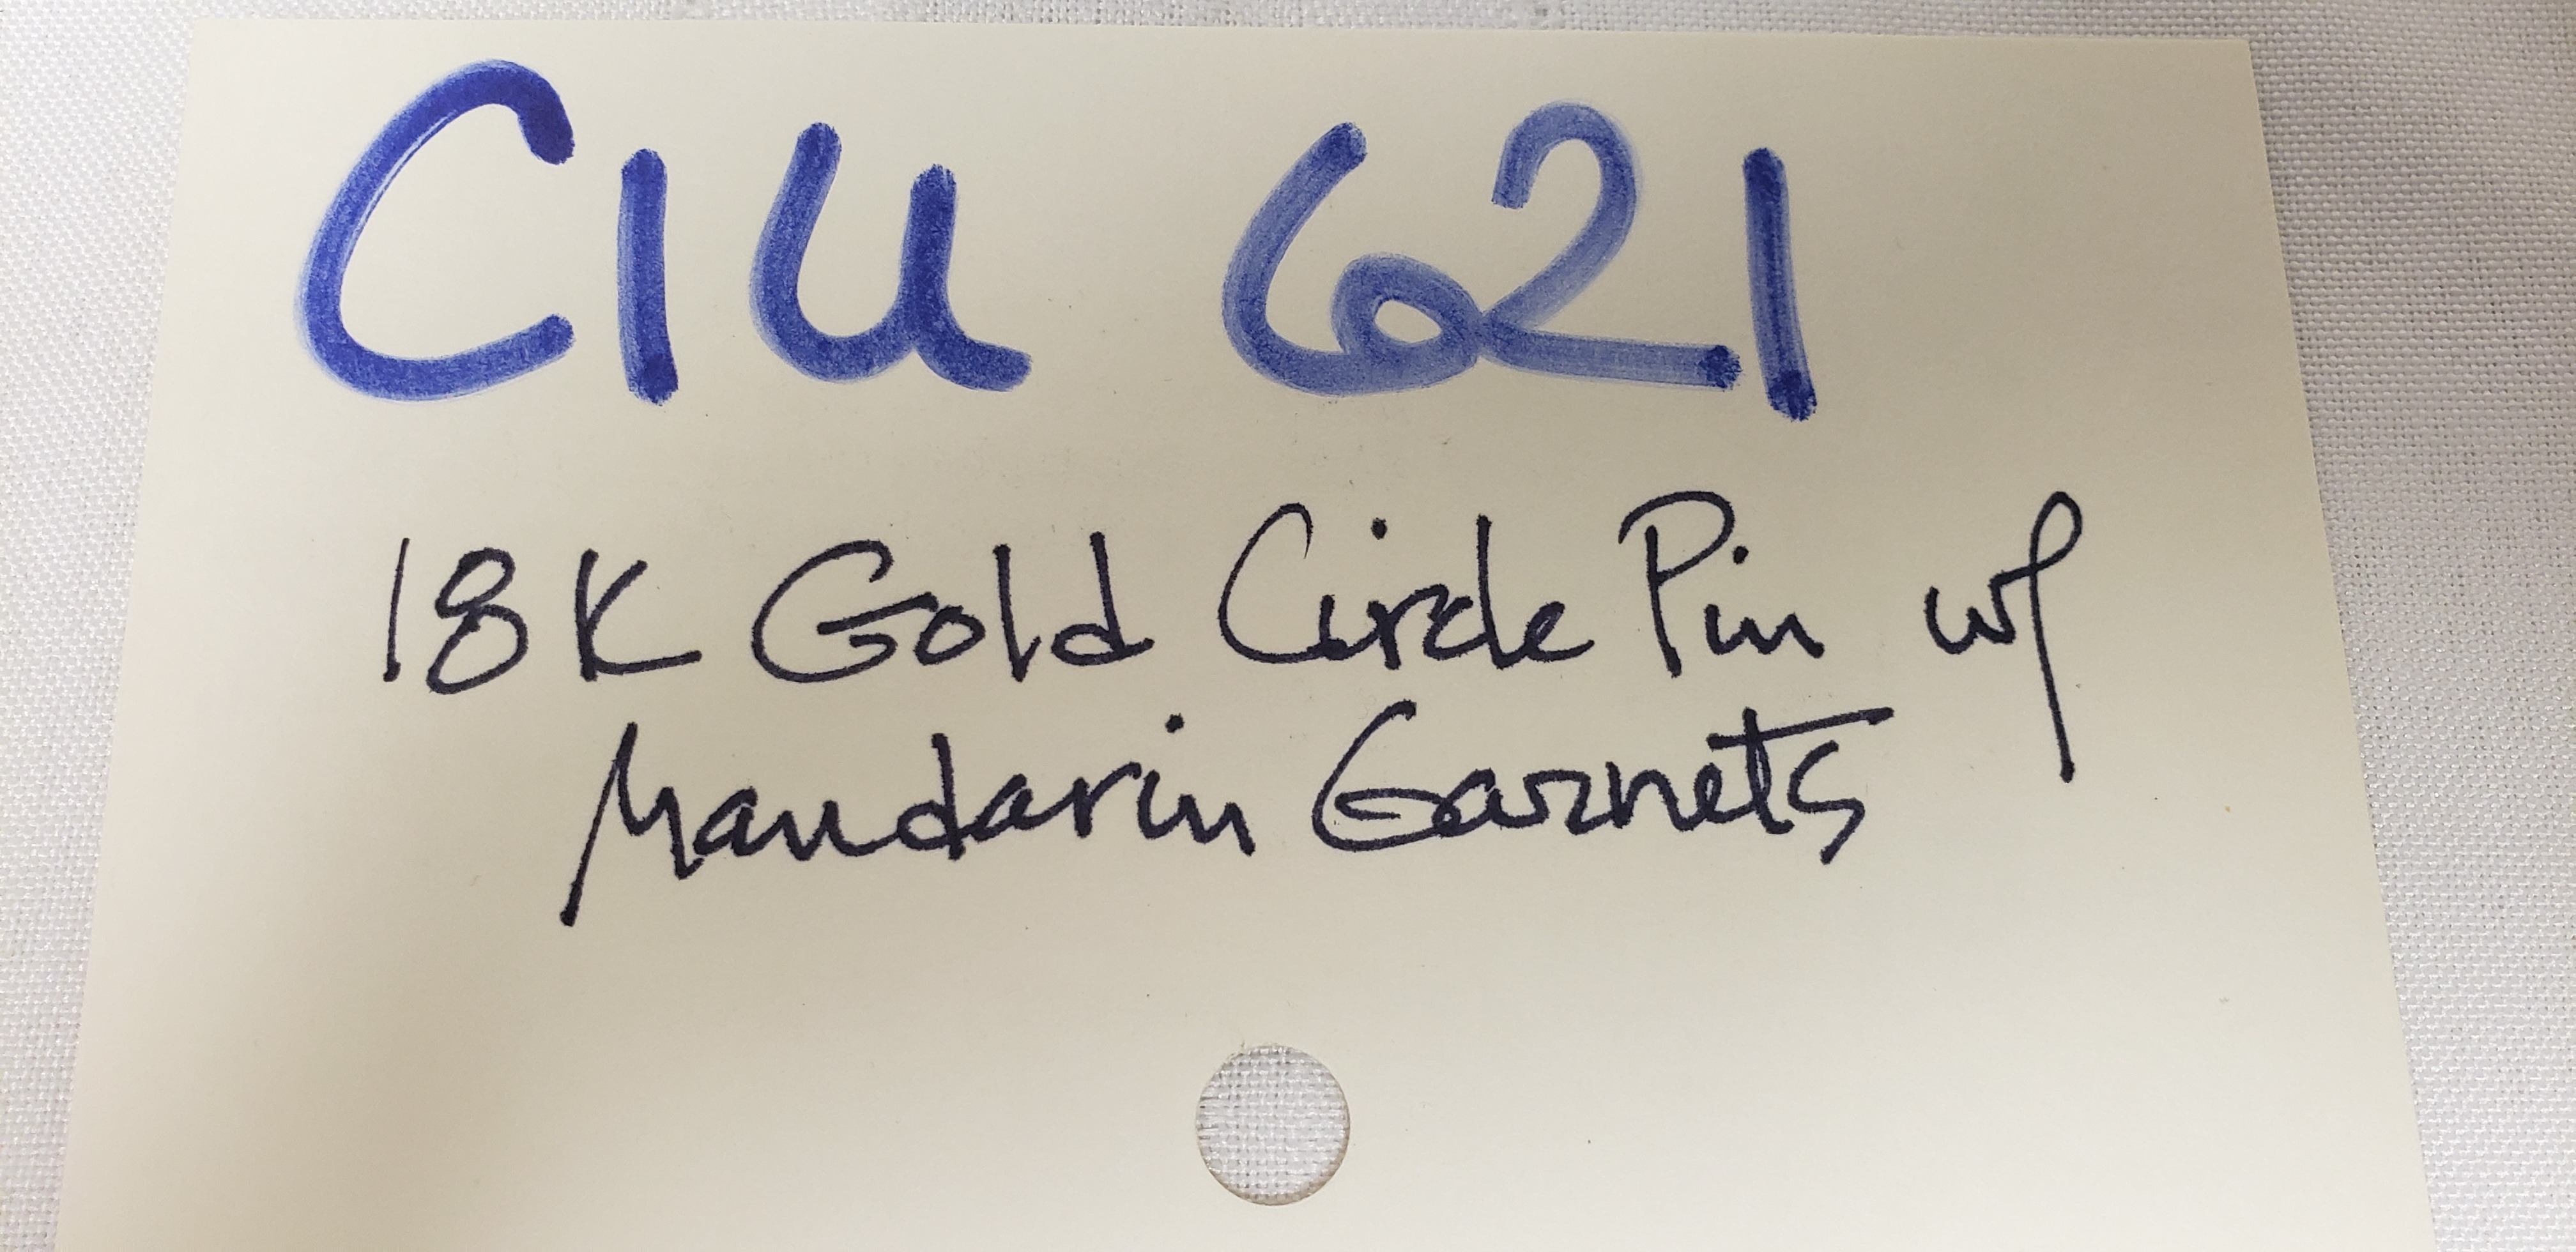 CIU 621
18K Gold Circle Pin w/
Mandarin Garnets